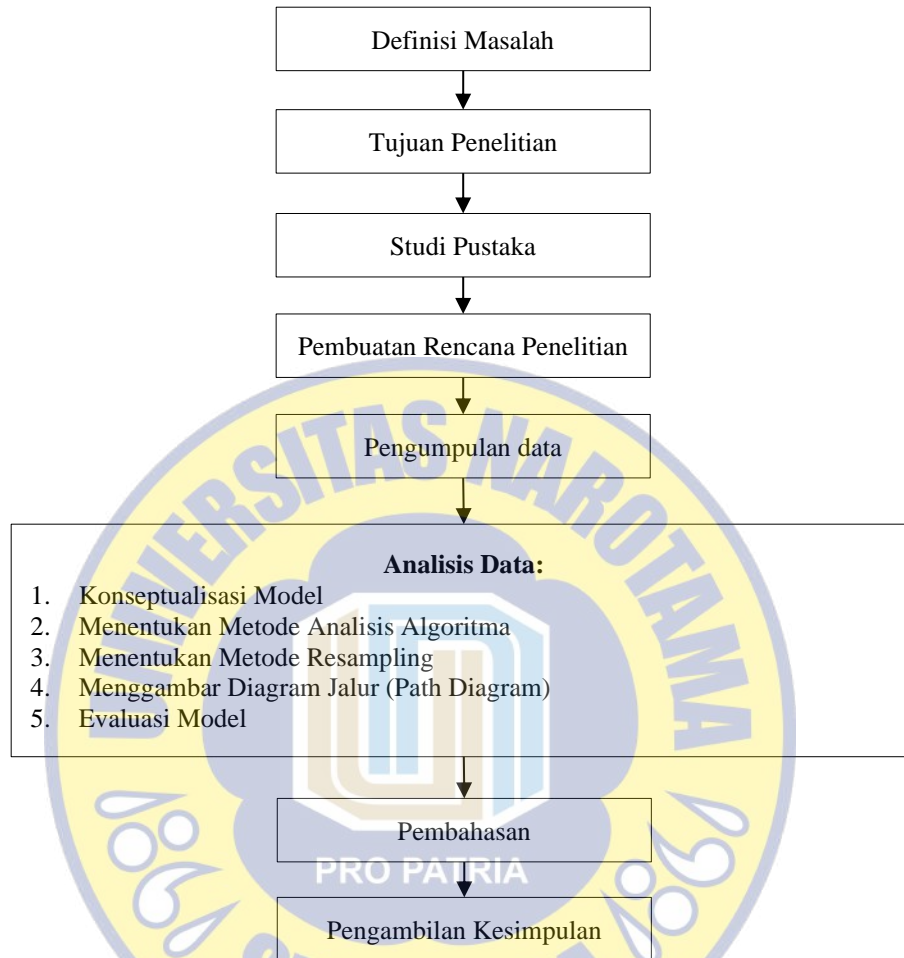 Definisi Masalah
Tujuan Penelitian
Studi Pustaka
Pembuatan Rencana Penelitian
Pengumpulan data
UNIVERSITAS NAROTAMA
Analisis Data:
1. Konseptualisasi Model
2. Menentukan Metode Analisis Algoritma
3. Menentukan Metode Resampling
4. Menggambar Diagram Jalur (Path Diagram)
5. Evaluasi Model
Pembahasan
PRO PATRIA
Pengambilan Kesimpulan